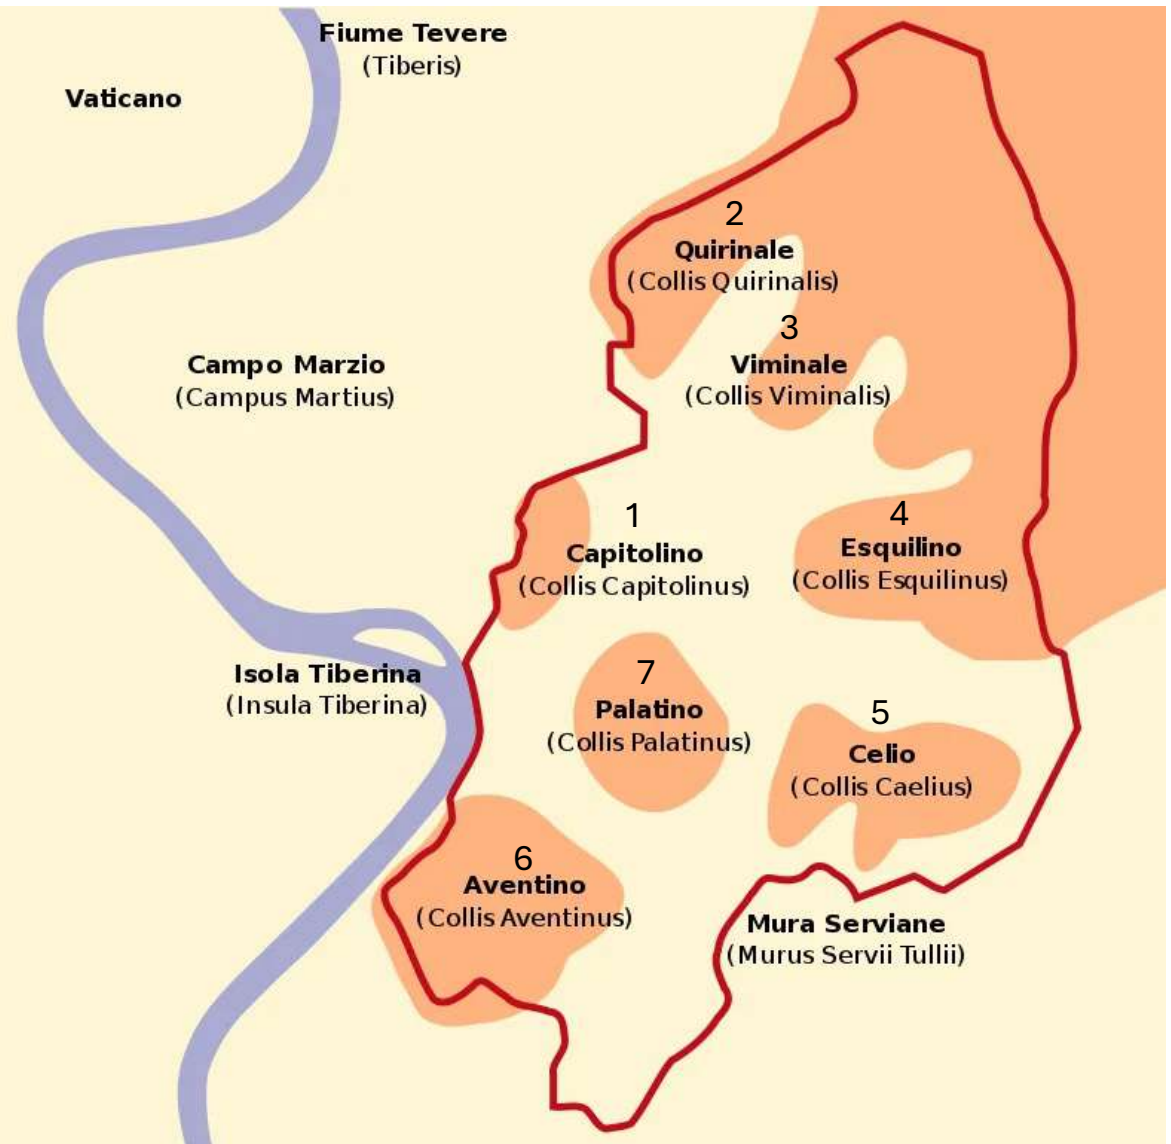 Fiume Tevere
(Tiberis)
Vaticano
2
Quirinale
(Collis Quirinalis)
3
Viminale
(Collis Viminalis)
Campo Marzio
(Campus Martius)
1
Capitolino
(Collis Capitolinus)
4
Esquilino
(Collis Esquilinus)
Isola Tiberina
(Insula Tiberina)
7
Palatino
(Collis Palatinus)
5
Celio
(Collis Caelius)
6
Aventino
(Collis Aventinus)
Mura Serviane
(Murus Servii Tullii)